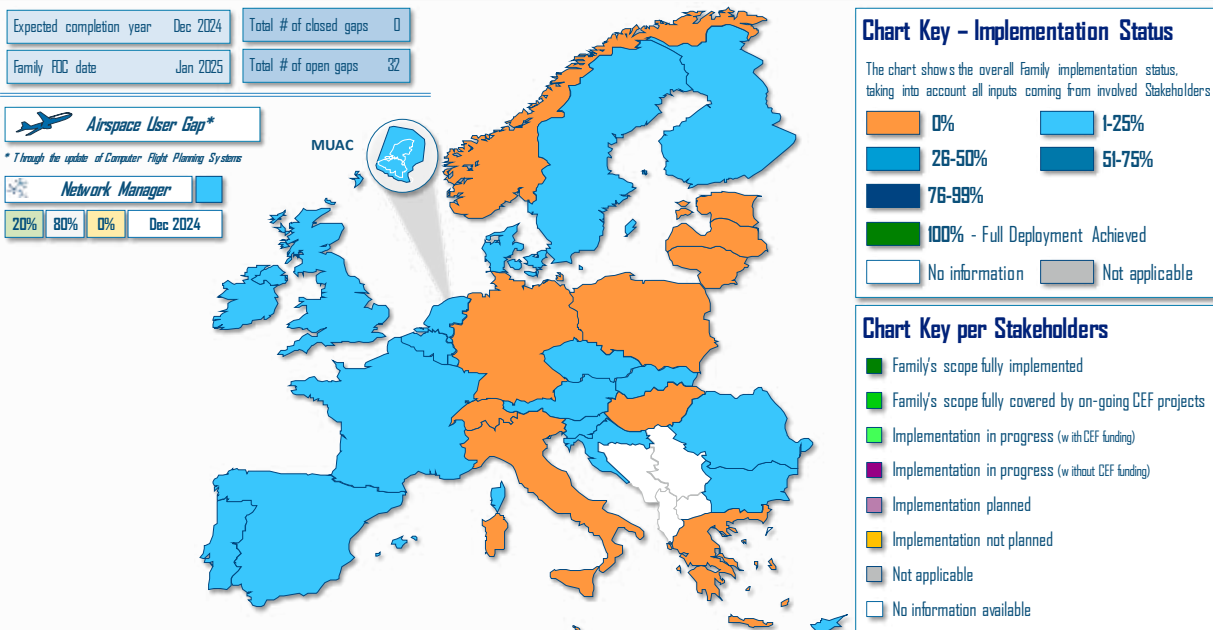 Expected completion year Dec 2024
Total # of closed gaps 0
Family FOC date Jan 2025
Total # of open gaps 32
Airspace User Gap*
* Through the update of Computer Flight Planning Systems
Network Manager
20% 80% 0% Dec 2024
MUAC
Chart Key – Implementation Status
The chart shows the overall Family implementation status,
taking into account all inputs coming from involved Stakeholders
0% 1-25%
26-50% 51-75%
76-99%
100% - Full Deployment Achieved
No information Not applicable
Chart Key per Stakeholders
Family's scope fully implemented
Family's scope fully covered by on-going CEF projects
Implementation in progress (with CEF funding)
Implementation in progress (without CEF funding)
Implementation planned
Implementation not planned
Not applicable
No information available